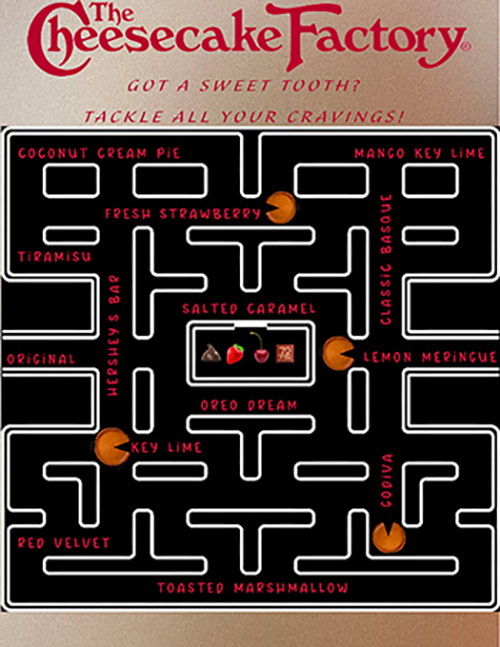 The
Cheesecake Factory®
GOT A SWEET TOOTH?
TACKLE ALL YOUR CRAVINGS!
COCONUT CREAM PIE
MANGO KEY LIME
FRESH STRAWBERRY
CLASSIC BASQUE
TIRAMISU
HERSHEY'S BAR
SALTED CARAMEL
ORIGINAL
LEMON MERINGUE
OREO DREAM
KEY LIME
GODIVA
RED VELVET
TOASTED MARSHMALLOW